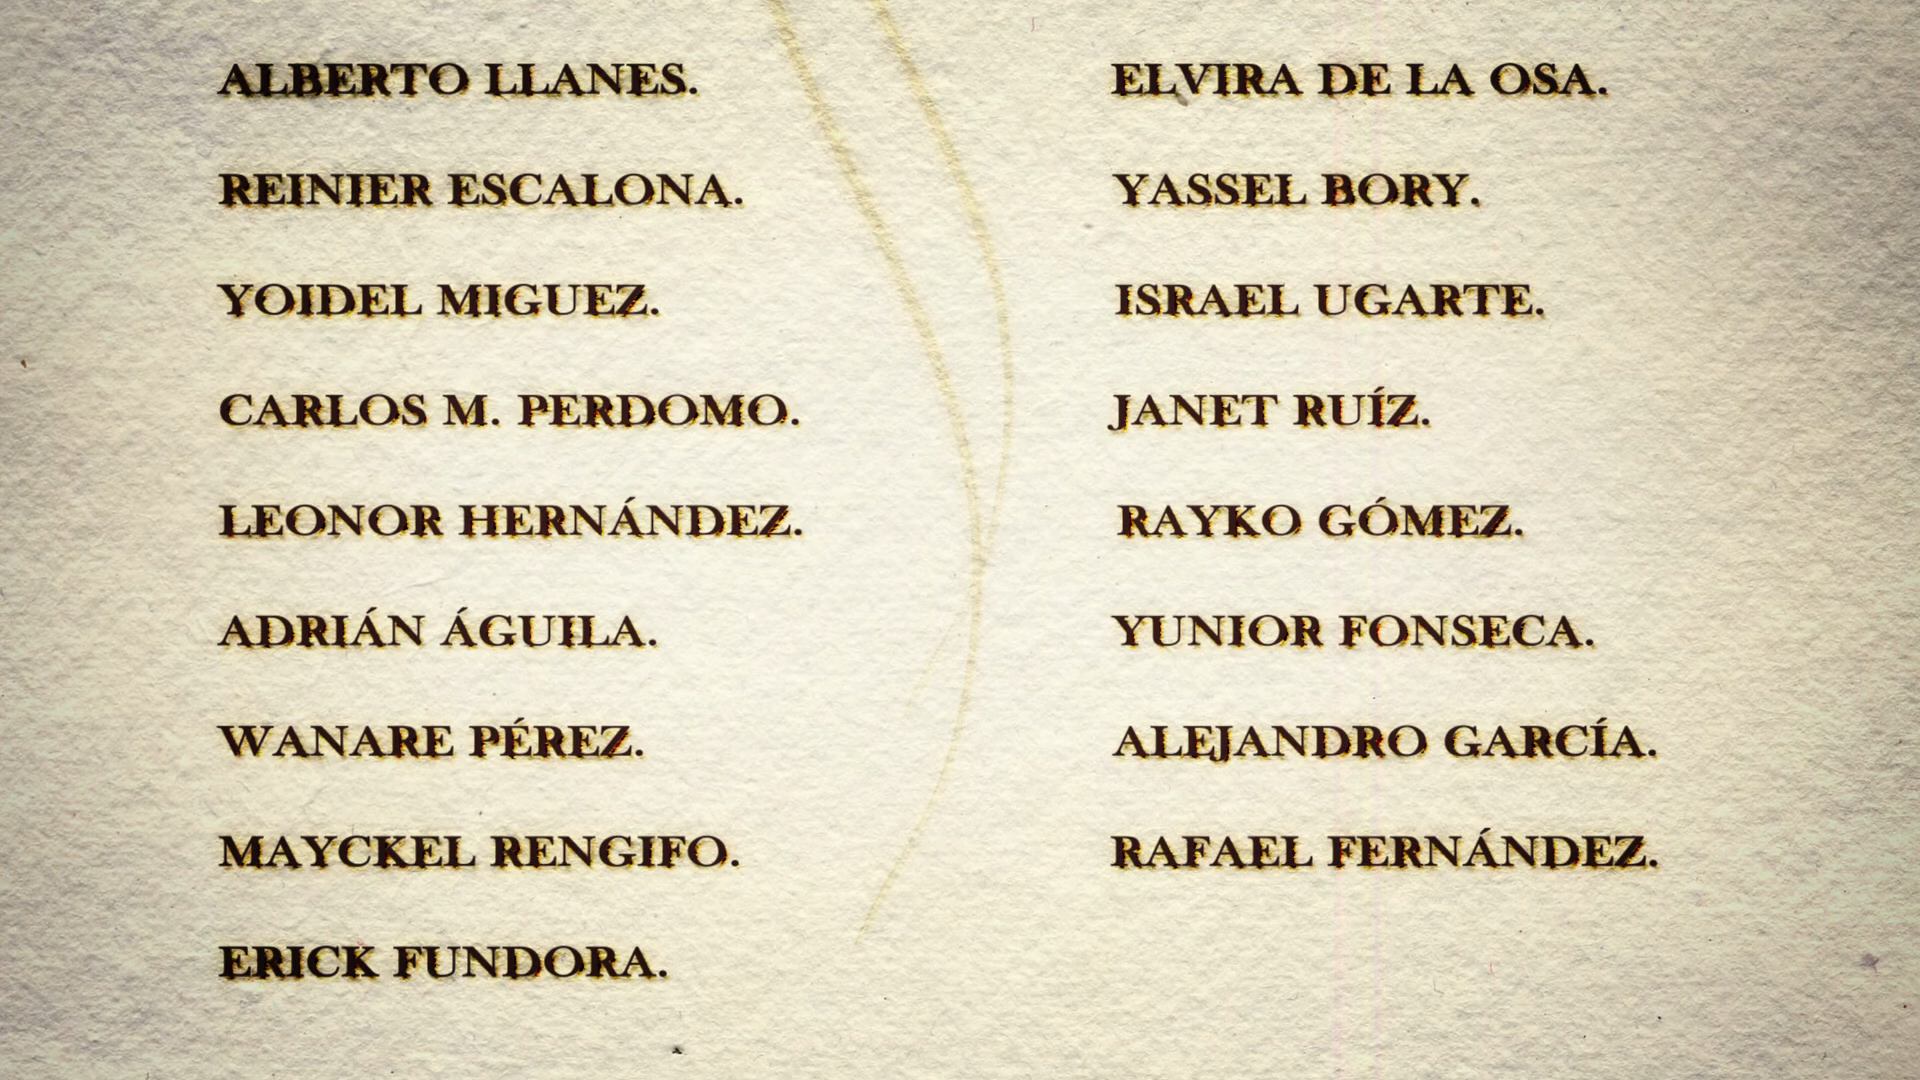 ALBERTO LLANES.
REINIER ESCALONA.
YOIDEL MIGUEZ.
CARLOS M. PERDOMO.
LEONOR HERNÁNDEZ.
ADRIÁN ÁGUILA.
WANARE PÉREZ.
MAYCKEL RENGIFO.
ERICK FUNDORA.
ELVIRA DE LA OSA.
YASSEL BORY.
ISRAEL UGARTE.
JANET RUÍZ.
RAYKO GÓMEZ.
YUNIOR FONSECA.
ALEJANDRO GARCÍA.
RAFAEL FERNÁNDEZ.